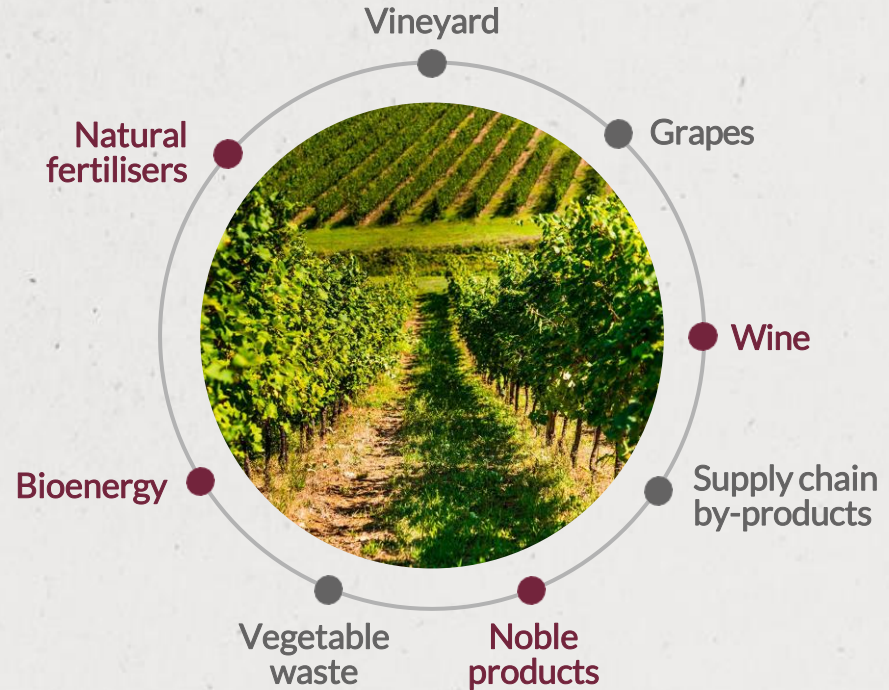 Vineyard
Grapes
Wine
Supply chain
by-products
Noble
products
Vegetable
waste
Bioenergy
Natural
fertilisers